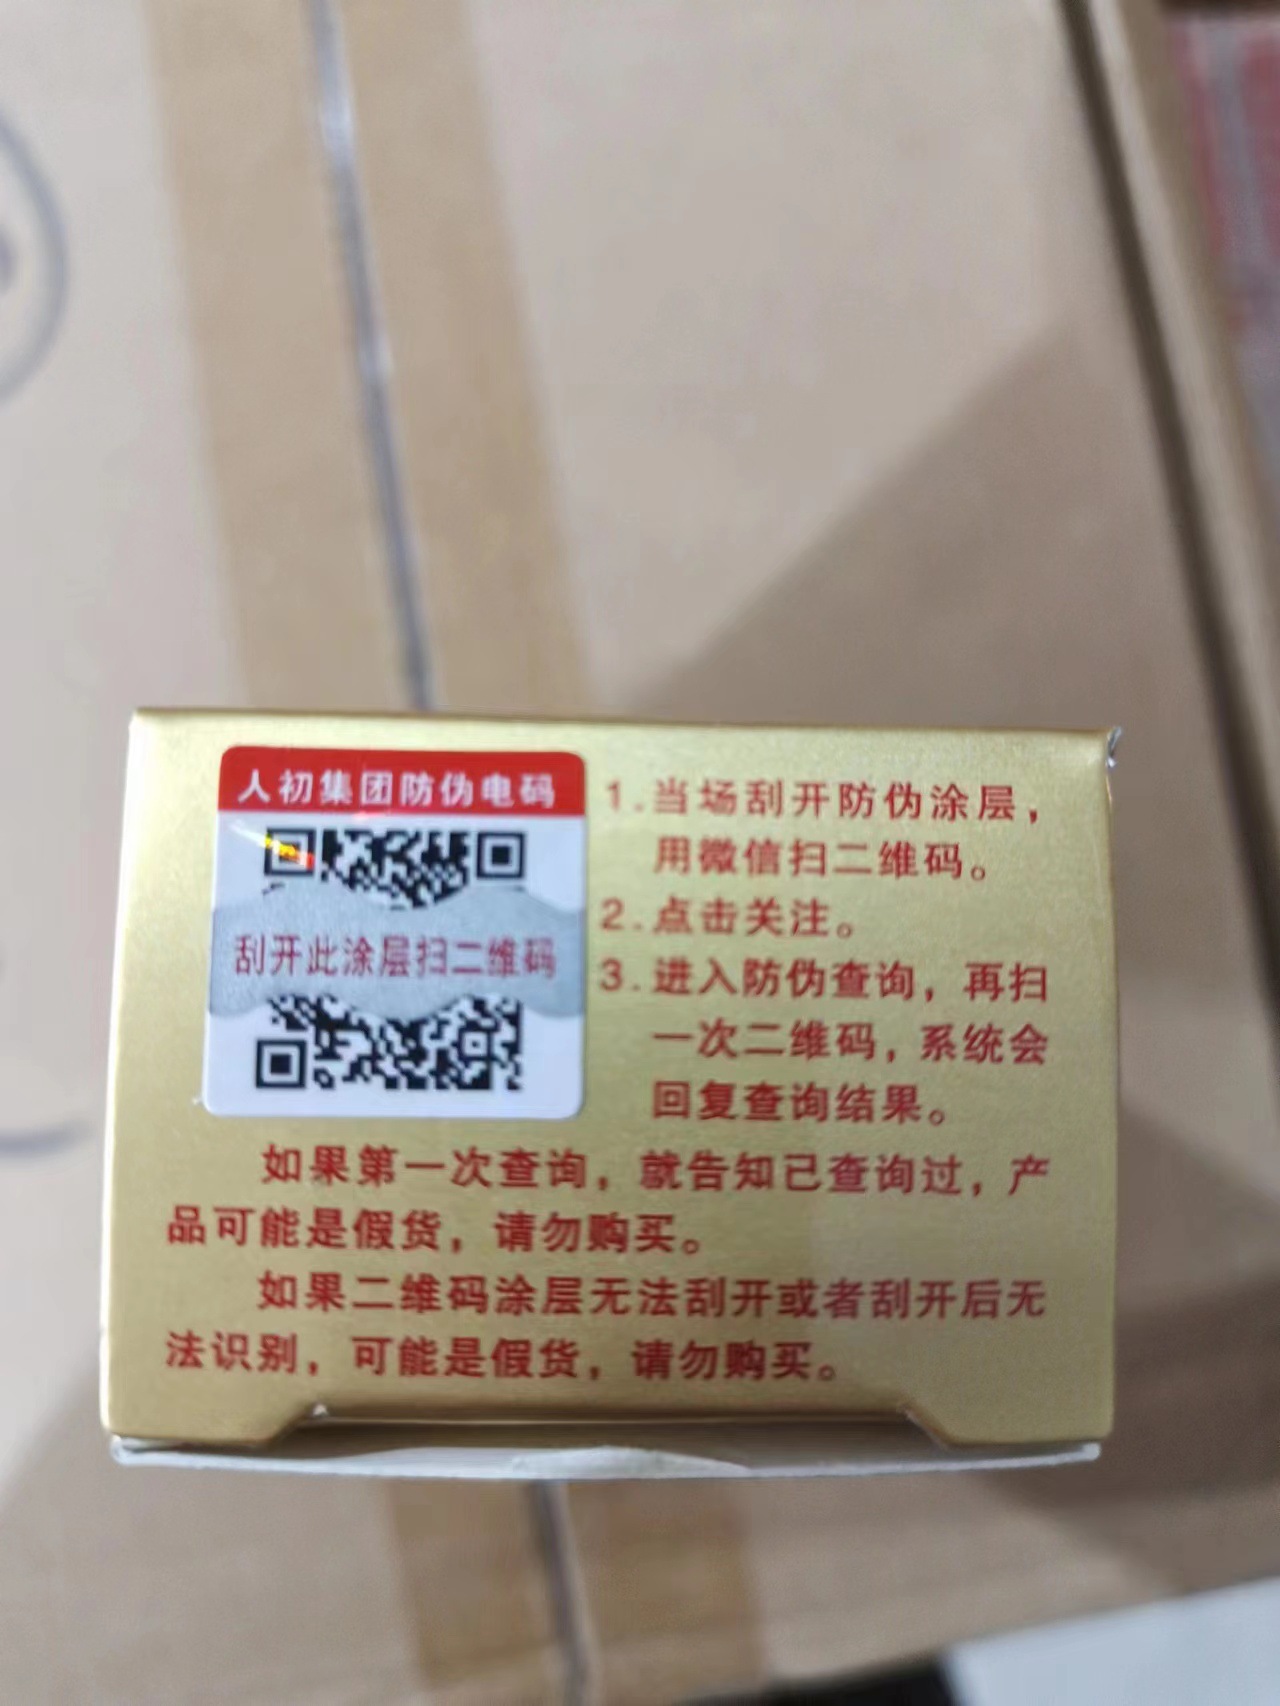 人初集团防伪电码
刮开此涂层扫二维码
1.当场刮开防伪涂层，
用微信扫二维码。
2.点击关注。
3.进入防伪查询，再扫
一次二维码，系统会
回复查询结果。
如果第一次查询，就告知已查询过，产
品可能是假货，请勿购买。
如果二维码涂层无法刮开或者刮开后无
法识别，可能是假货，请勿购买。